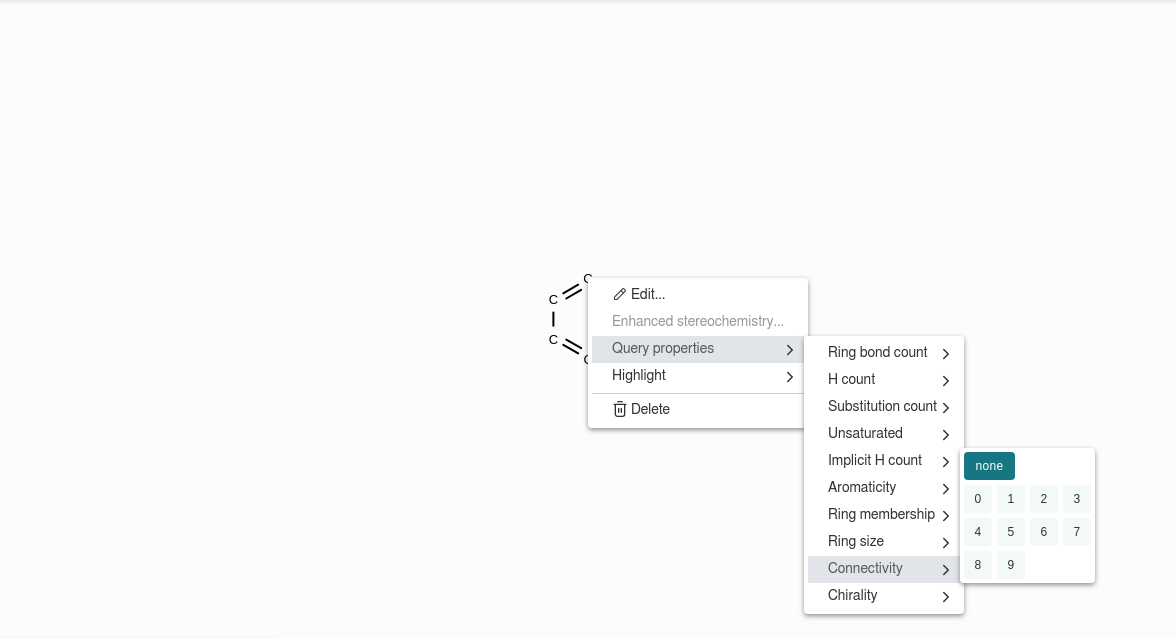 C
C
C
C
Edit...
Enhanced stereochemistry...
Query properties
Highlight
Delete
Ring bond count
H count
Substitution count
Unsaturated
Implicit H count
Aromaticity
Ring membership
Ring size
Connectivity
Chirality
none
0 1 2 3
4 5 6 7
8 9